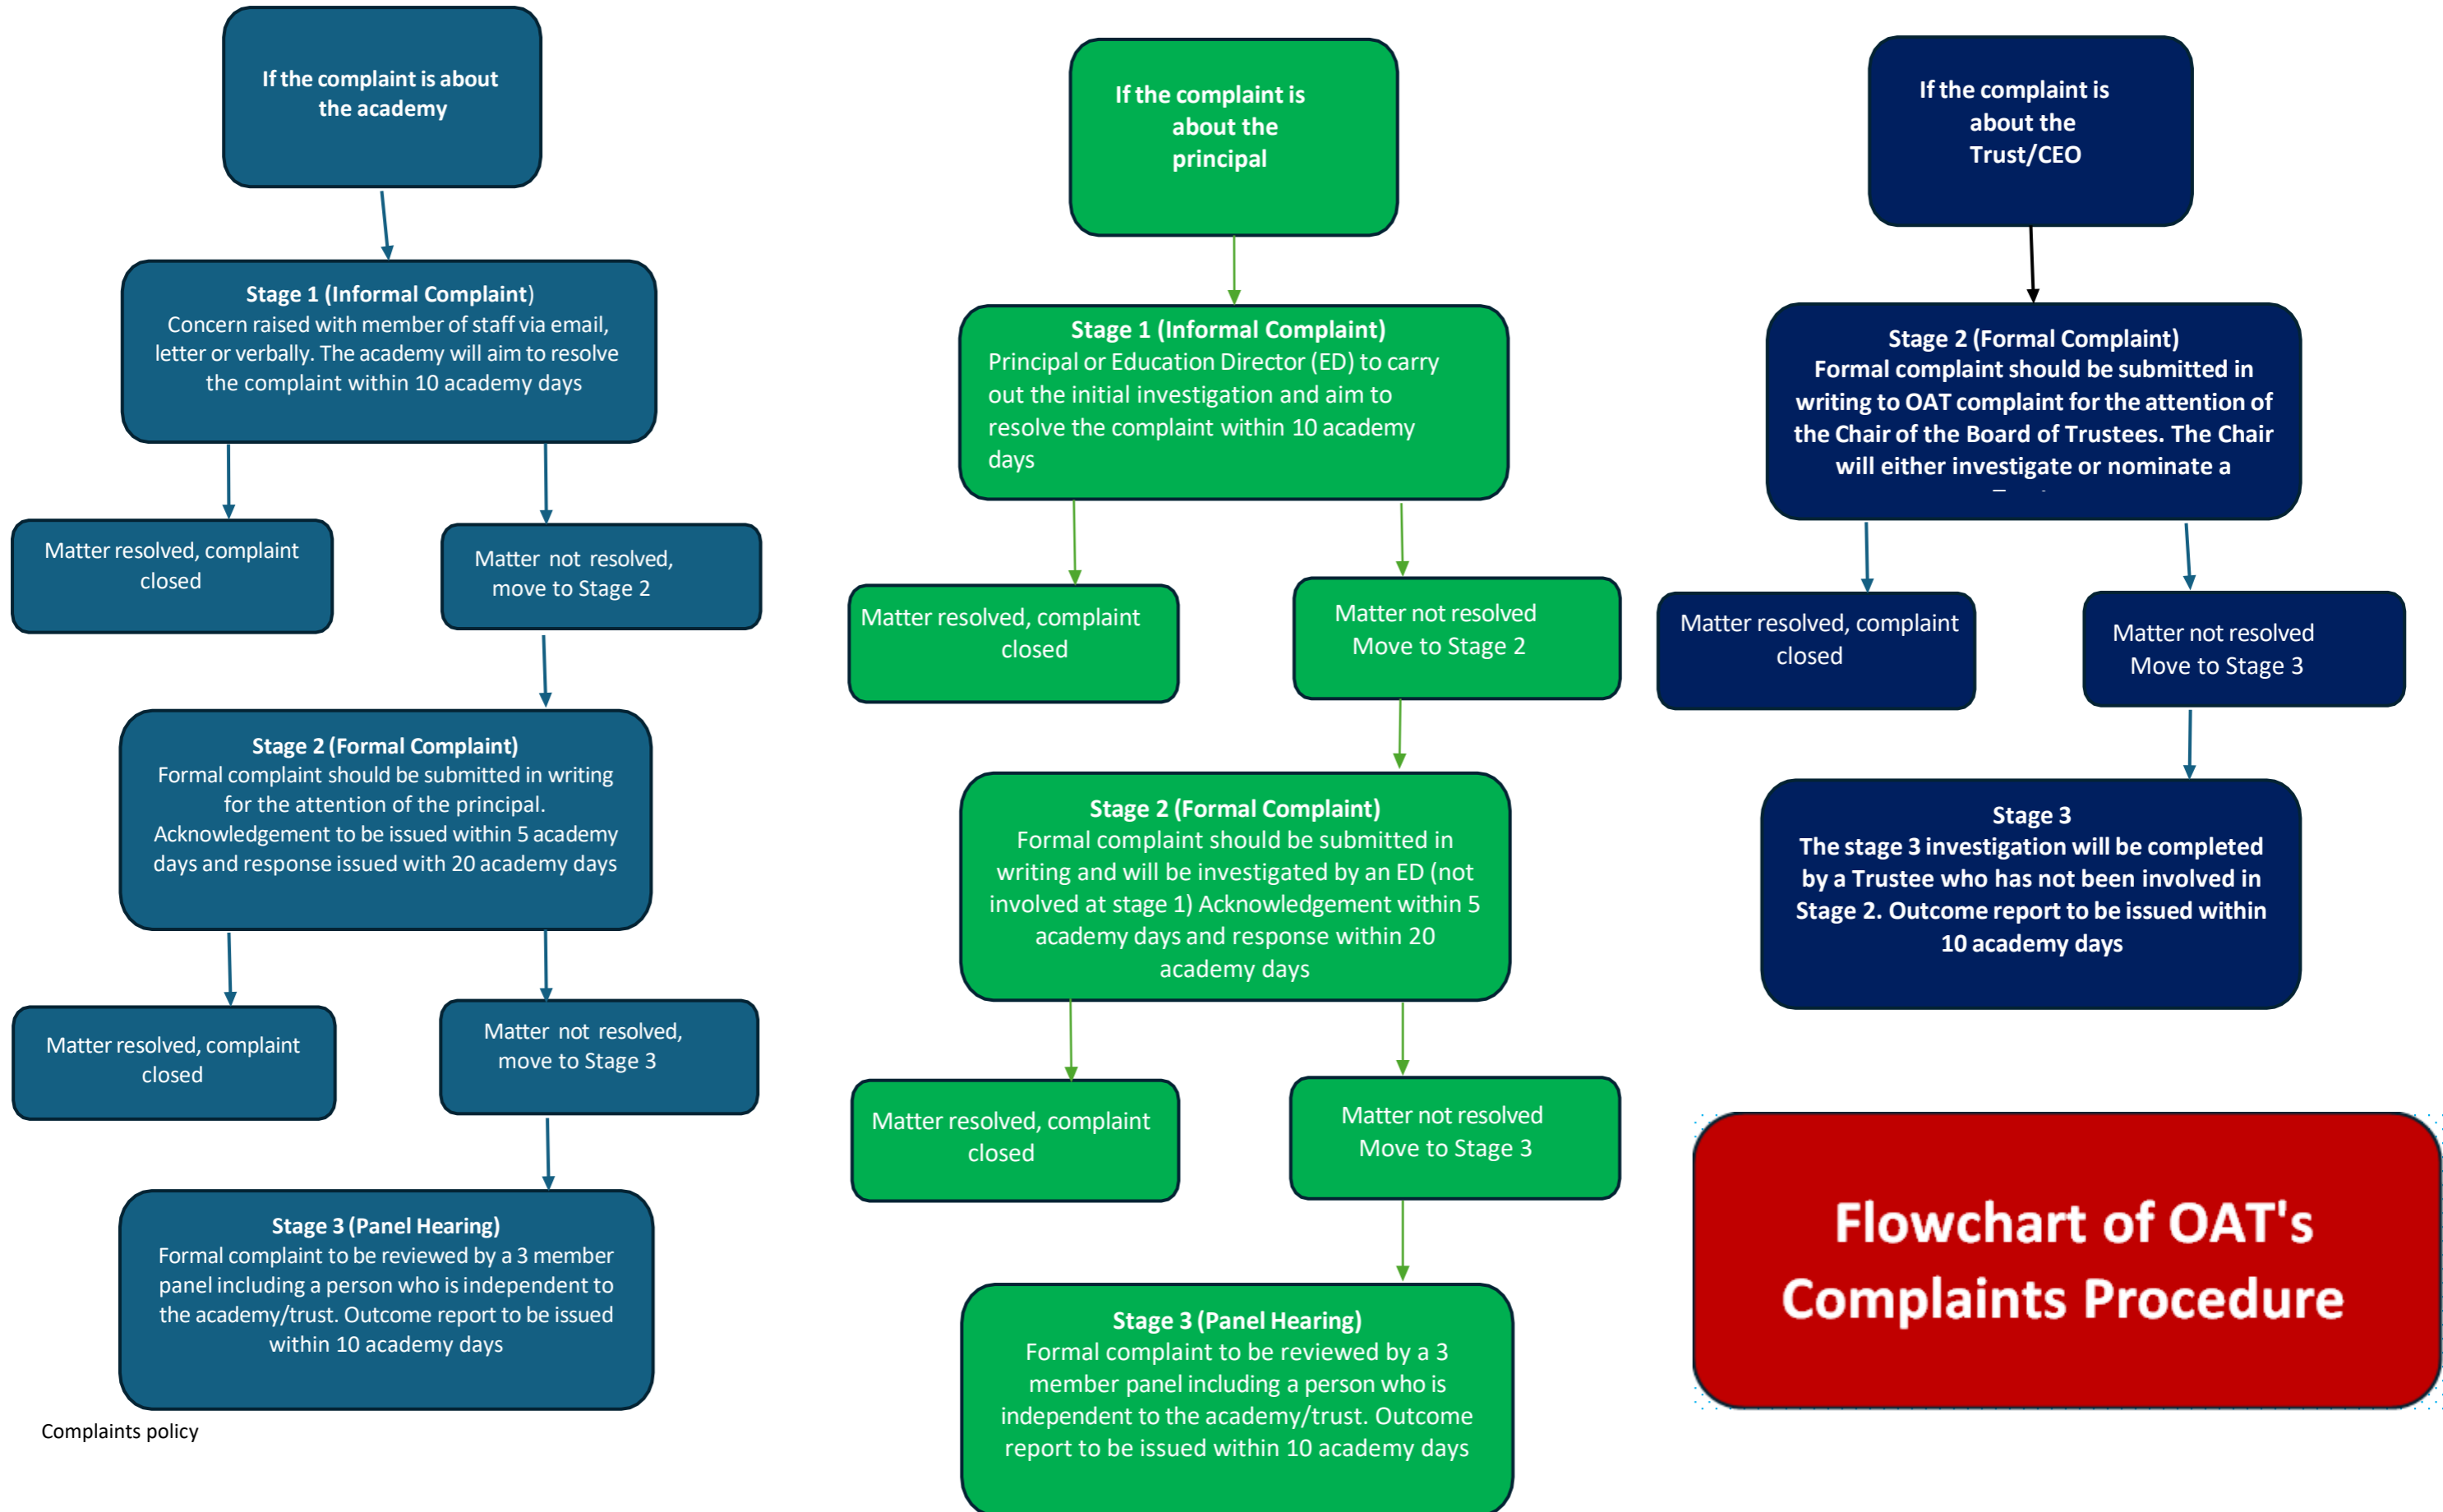 If the complaint is about
the academy
Stage 1 (Informal Complaint)
Concern raised with member of staff via email,
letter or verbally. The academy will aim to resolve
the complaint within 10 academy days
Matter resolved, complaint
closed
Matter not resolved,
move to Stage 2
Stage 2 (Formal Complaint)
Formal complaint should be submitted in writing
for the attention of the principal.
Acknowledgement to be issued within 5 academy
days and response issued with 20 academy days
Matter resolved, complaint
closed
Matter not resolved,
move to Stage 3
Stage 3 (Panel Hearing)
Formal complaint to be reviewed by a 3 member
panel including a person who is independent to
the academy/trust. Outcome report to be issued
within 10 academy days
Complaints policy
If the complaint is
about the
principal
Stage 1 (Informal Complaint)
Principal or Education Director (ED) to carry
out the initial investigation and aim to
resolve the complaint within 10 academy
days
Matter resolved, complaint
closed
Matter not resolved
Move to Stage 2
Stage 2 (Formal Complaint)
Formal complaint should be submitted in
writing and will be investigated by an ED (not
involved at stage 1) Acknowledgement within 5
academy days and response within 20
academy days
Matter resolved, complaint
closed
Matter not resolved
Move to Stage 3
Stage 3 (Panel Hearing)
Formal complaint to be reviewed by a 3
member panel including a person who is
independent to the academy/trust. Outcome
report to be issued within 10 academy days
If the complaint is
about the
Trust/CEO
Stage 2 (Formal Complaint)
Formal complaint should be submitted in
writing to OAT complaint for the attention of
the Chair of the Board of Trustees. The Chair
will either investigate or nominate a
Matter resolved, complaint
closed
Matter not resolved
Move to Stage 3
Stage 3
The stage 3 investigation will be completed
by a Trustee who has not been involved in
Stage 2. Outcome report to be issued within
10 academy days
Flowchart of OAT's
Complaints Procedure